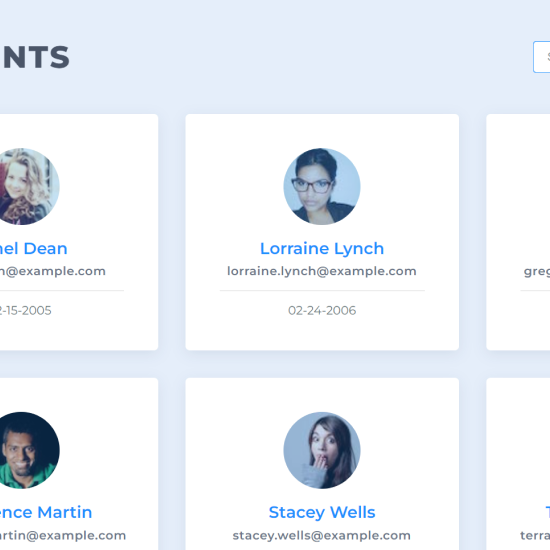 NTS
S
nel Dean
Lorraine Lynch
n@example.com
lorraine.lynch@example.com
greg
2-15-2005
02-24-2006
ence Martin
Stacey Wells
T
artin@example.com
stacey.wells@example.com
terra